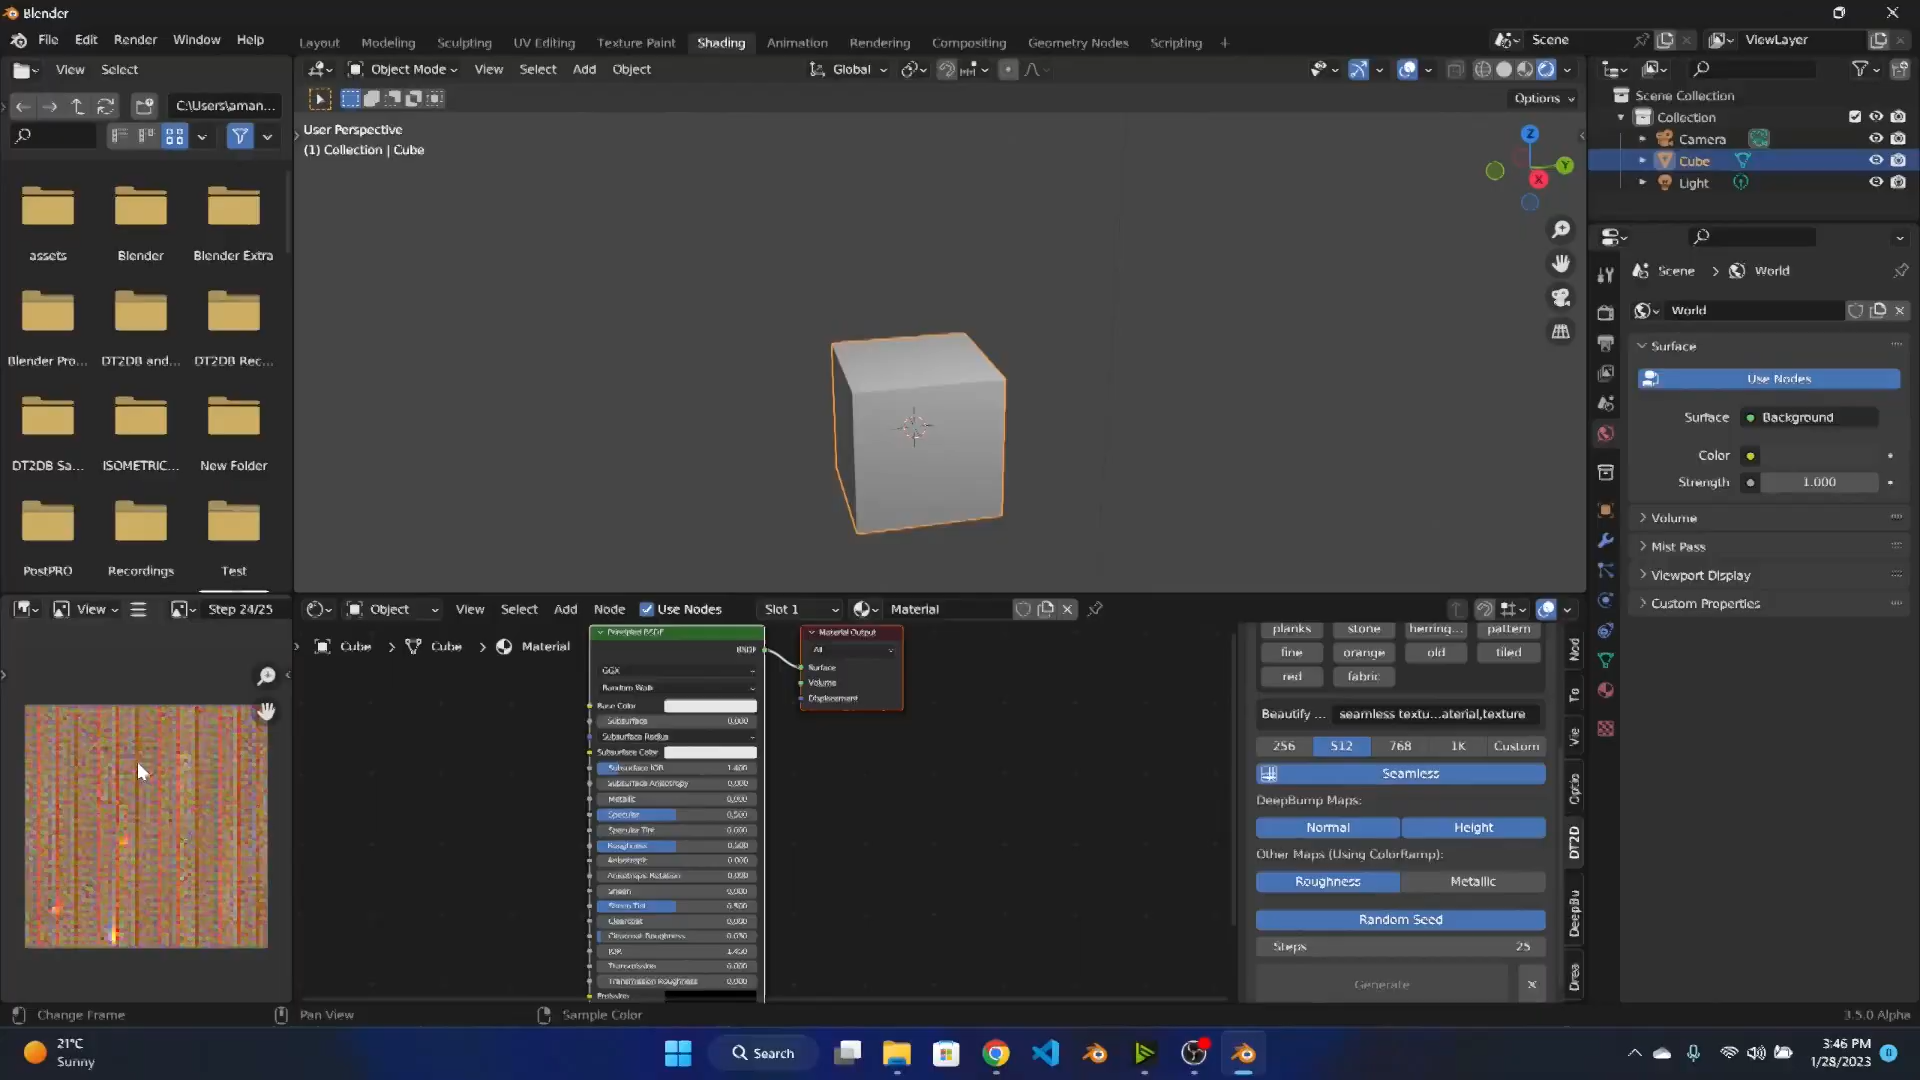 Blender
File Edit Render Window Help
Layout Modeling Sculpting UV Editing Texture Paint Shading Animation Rendering Compositing Geometry Nodes Scripting +
Scene
ViewLayer
View Select
Object Mode View Select Add Object
Global
C:\Users\aman...
Options
User Perspective
(1) Collection | Cube
Z
Y
X
Scene Collection
Collection
Camera
Cube
Light
assets Blender Blender Extra
Blender Pro... DT2DB and... DT2DB Rec...
DT2DB Sa... ISOMETRIC... New Folder
PostPRO Recordings Test
Scene > World
World
Surface
Use Nodes
Surface Background
Color
Strength 1.000
Volume
Mist Pass
Viewport Display
Custom Properties
View Step 24/25
Object View Select Add Node Use Nodes Slot 1 Material
Cube > Cube > Material
Principled BSDF
BSDF
GGX
Random Walk
Base Color
Subsurface 0.000
Subsurface Radius
Subsurface Color
Subsurface IOR 1.400
Subsurface Anisotropy 0.000
Metallic 0.000
Specular 0.500
Specular Tint 0.000
Roughness 0.500
Anisotropic 0.000
Anisotropic Rotation 0.000
Sheen 0.000
Sheen Tint 0.500
Clearcoat 0.000
Clearcoat Roughness 0.030
IOR 1.450
Transmission 0.000
Transmission Roughness 0.000
Emission
Material Output
All
Surface
Volume
Displacement
planks stone herring... pattern
fine orange old tiled
red fabric
Beautify ... seamless textu...aterial,texture
256 512 768 1K Custom
Seamless
DeepBump Maps:
Normal Height
Other Maps (Using ColorRamp):
Roughness Metallic
Random Seed
Steps 25
Generate
Nod
To
Vie
Optio
DT2D
DeepBu
Drea
Change Frame
Pan View
Sample Color
3.5.0 Alpha
21°C
Sunny
Search
3:46 PM
1/28/2023